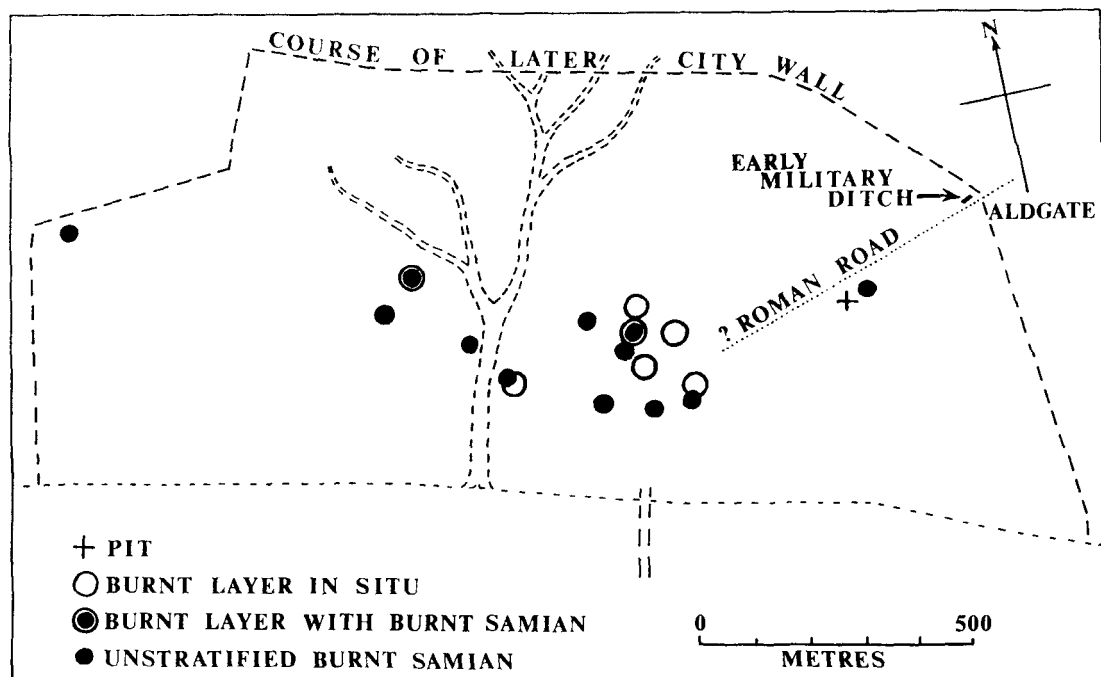 COURSE OF LATER CITY WALL
N
EARLY
MILITARY
DITCH
ALDGATE
? ROMAN ROAD
PIT
BURNT LAYER IN SITU
BURNT LAYER WITH BURNT SAMIAN
UNSTRATIFIED BURNT SAMIAN
0 500
METRES